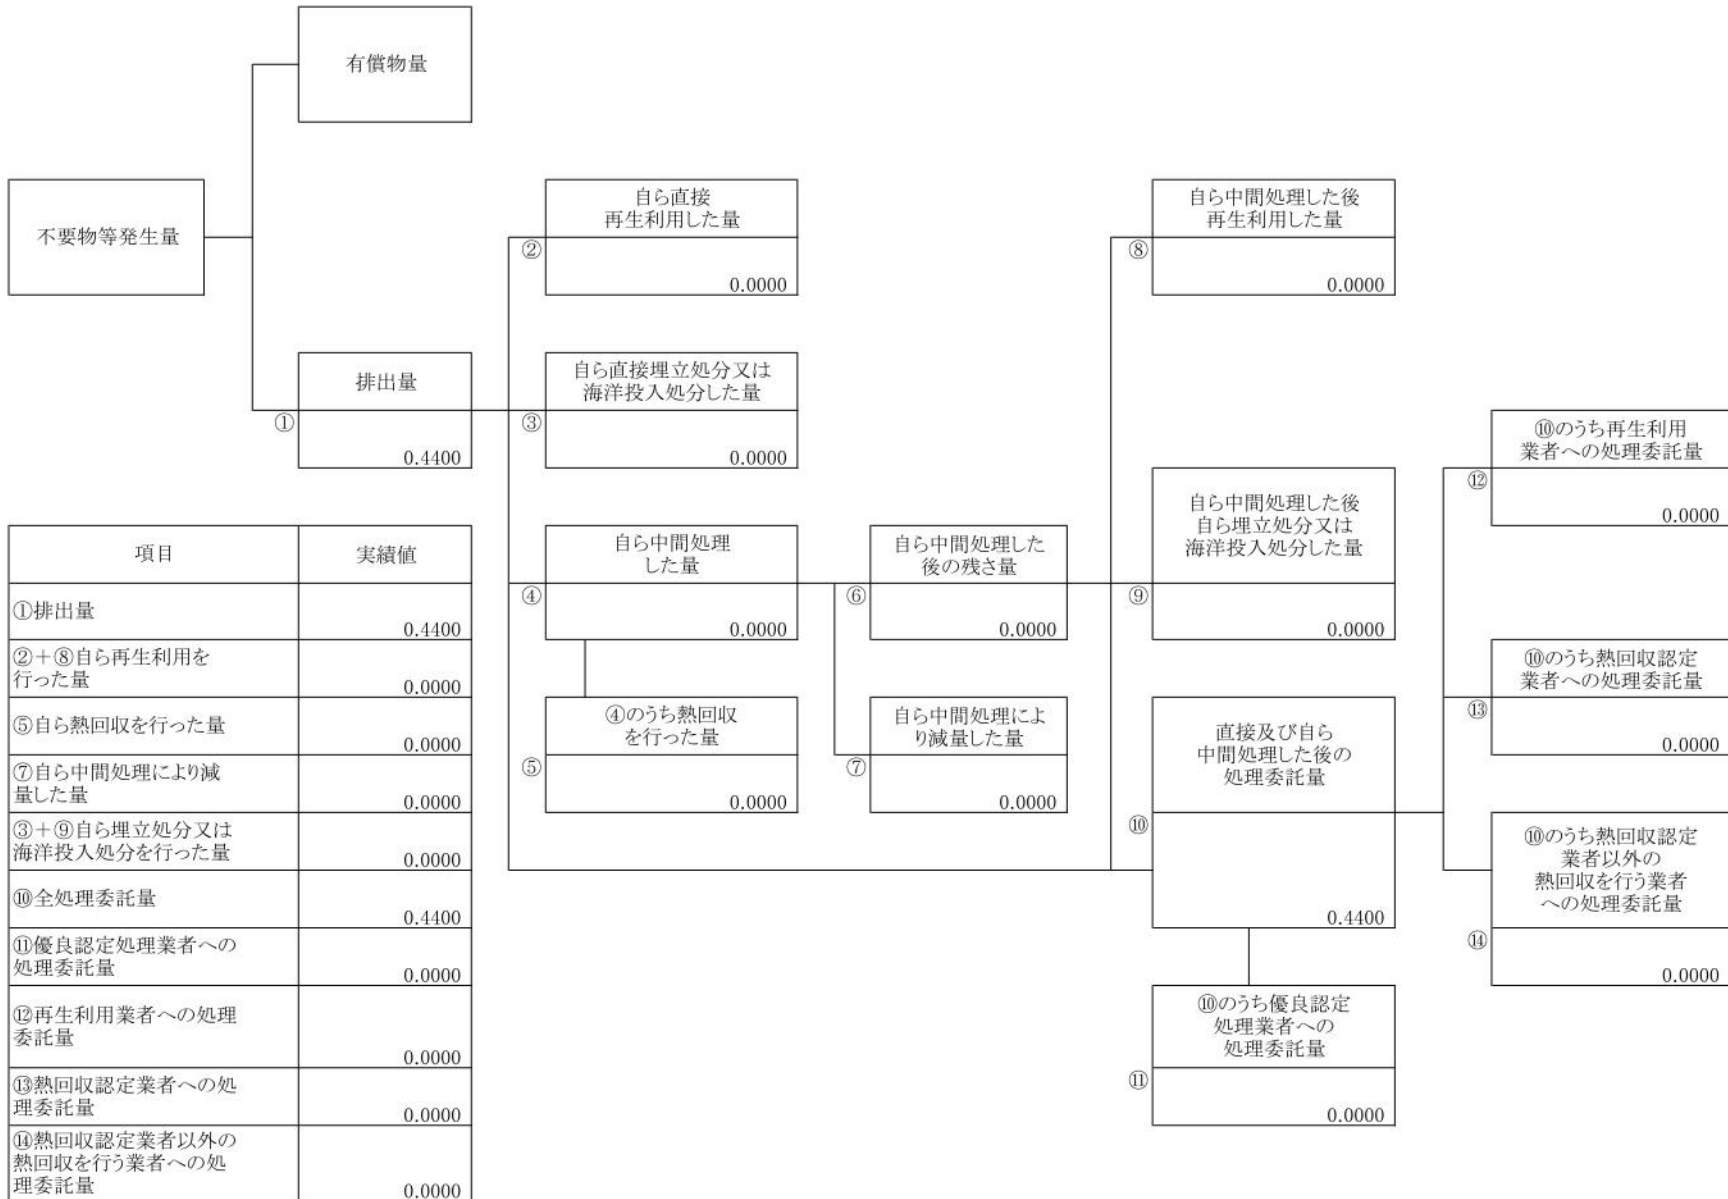 有償物量
不要物等発生量
排出量
①
0.4400
自ら直接
再生利用した量
②
0.0000
自ら直接埋立処分又は
海洋投入処分した量
③
0.0000
自ら中間処理
した量
④
0.0000
④のうち熱回収
を行った量
⑤
0.0000
自ら中間処理した
後の残さ量
⑥
0.0000
自ら中間処理によ
り減量した量
⑦
0.0000
自ら中間処理した後
再生利用した量
⑧
0.0000
自ら中間処理した後
自ら埋立処分又は
海洋投入処分した量
⑨
0.0000
直接及び自ら
中間処理した後の
処理委託量
⑩
0.4400
⑩のうち優良認定
処理業者への
処理委託量
⑪
0.0000
⑩のうち再生利用
業者への処理委託量
⑫
0.0000
⑩のうち熱回収認定
業者への処理委託量
⑬
0.0000
⑩のうち熱回収認定
業者以外の
熱回収を行う業者
への処理委託量
⑭
0.0000
項目 実績値
①排出量
0.4400
②＋⑧自ら再生利用を
行った量
0.0000
⑤自ら熱回収を行った量
0.0000
⑦自ら中間処理により減
量した量
0.0000
③＋⑨自ら埋立処分又は
海洋投入処分を行った量
0.0000
⑩全処理委託量
0.4400
⑪優良認定処理業者への
処理委託量
0.0000
⑫再生利用業者への処理
委託量
0.0000
⑬熱回収認定業者への処
理委託量
0.0000
⑭熱回収認定業者以外の
熱回収を行う業者への処
理委託量
0.0000